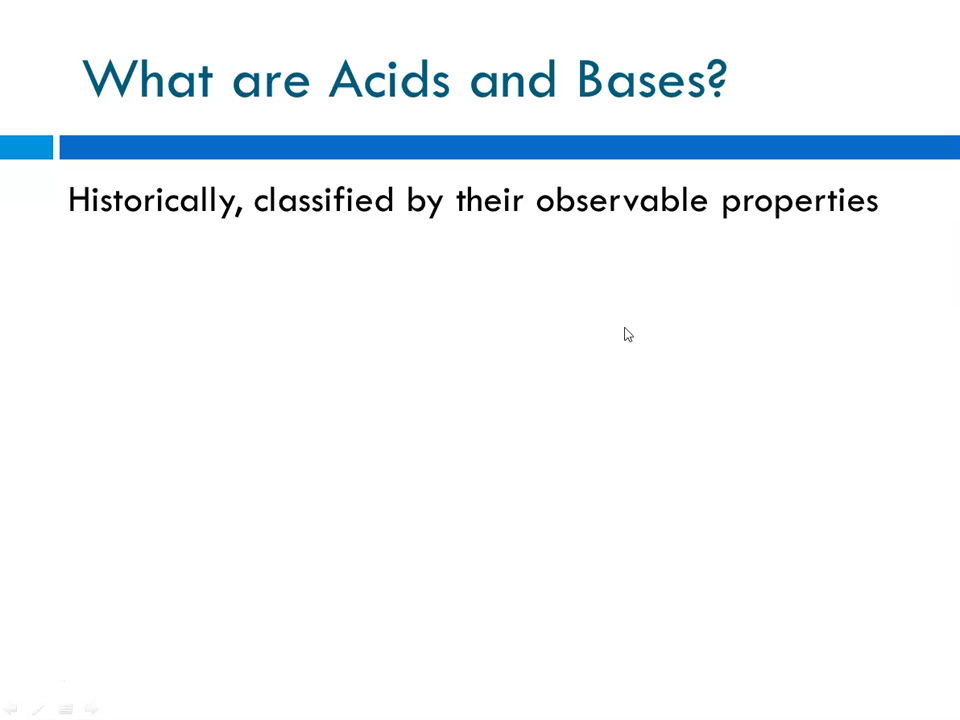 What are Acids and Bases?
Historically, classified by their observable properties